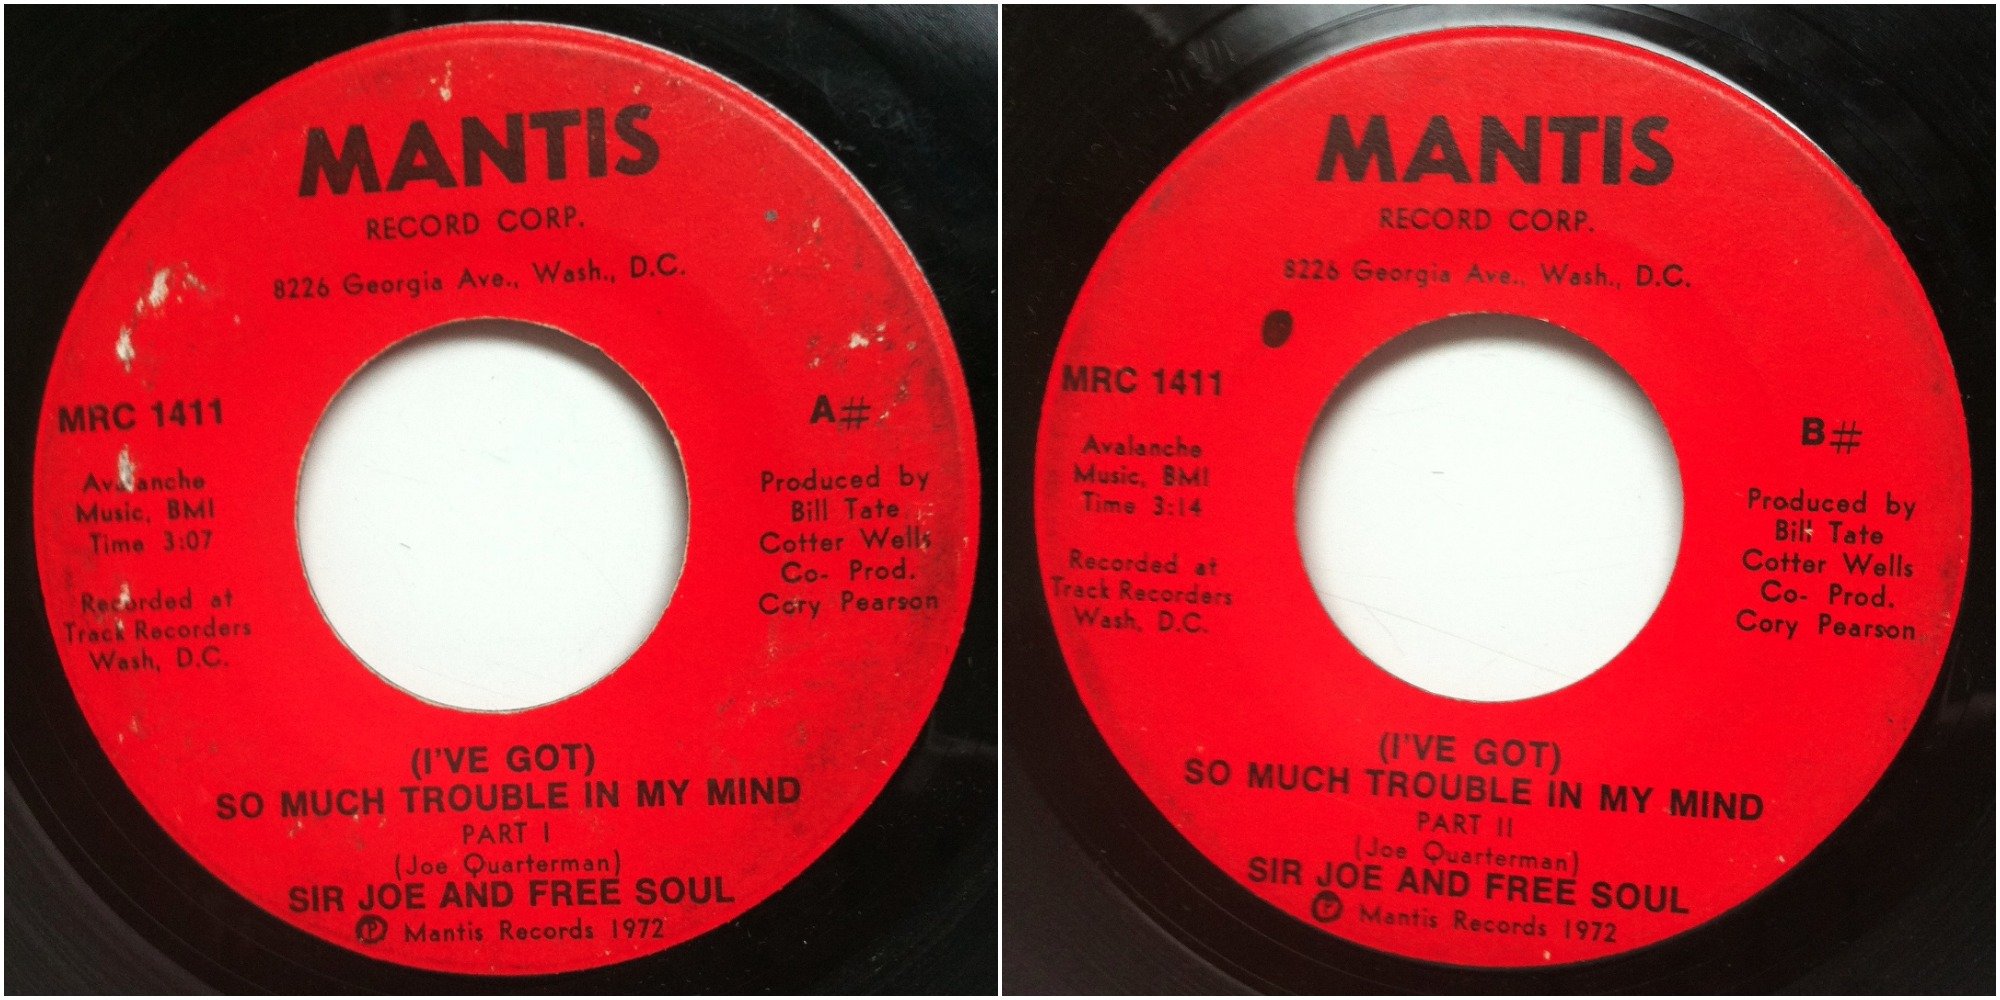 MANTIS
RECORD CORP.
8226 Georgia Ave., Wash., D.C.
MRC 1411
Avalanche
Music, BMI
Time 3:07
Recorded at
Track Recorders
Wash, D.C.
A#
Produced by
Bill Tate
Cotter Wells
Co- Prod.
Cory Pearson
(I'VE GOT)
SO MUCH TROUBLE IN MY MIND
PART I
(Joe Quarterman)
SIR JOE AND FREE SOUL
℗ Mantis Records 1972
MANTIS
RECORD CORP.
8226 Georgia Ave., Wash., D.C.
MRC 1411
Avalanche
Music, BMI
Time 3:14
Recorded at
Track Recorders
Wash, D.C.
B#
Produced by
Bill Tate
Cotter Wells
Co- Prod.
Cory Pearson
(I'VE GOT)
SO MUCH TROUBLE IN MY MIND
PART II
(Joe Quarterman)
SIR JOE AND FREE SOUL
℗ Mantis Records 1972